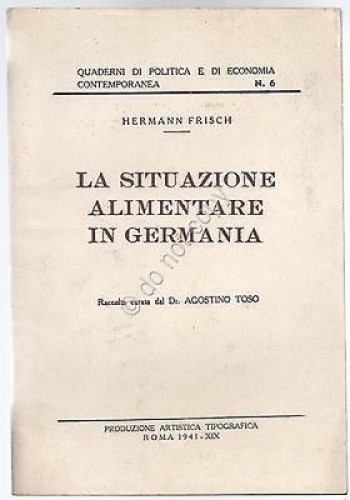 QUADERNI DI POLITICA E DI ECONOMIA
CONTEMPORANEA N. 6
HERMANN FRISCH
LA SITUAZIONE
ALIMENTARE
IN GERMANIA
Raccolta curata dal Dr. AGOSTINO TOSO
PRODUZIONE ARTISTICA TIPOGRAFICA
ROMA 1941-XIX